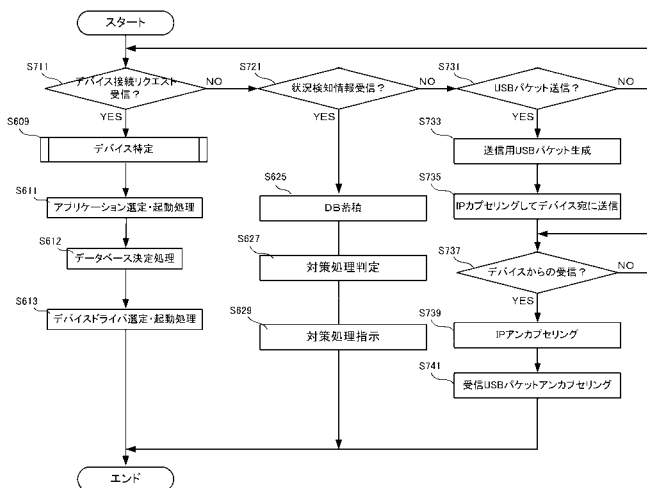 スタート
S711
デバイス接続リクエスト
受信？
NO
YES
S609
デバイス特定
S611
アプリケーション選定・起動処理
S612
データベース決定処理
S613
デバイスドライバ選定・起動処理
エンド
S721
状況検知情報受信？
NO
YES
S625
DB蓄積
S627
対策処理判定
S629
対策処理指示
S731
USBパケット送信？
NO
YES
S733
送信用USBパケット生成
S735
IPカプセリングしてデバイス宛に送信
S737
デバイスからの受信？
NO
YES
S739
IPアンカプセリング
S741
受信USBパケットアンカプセリング